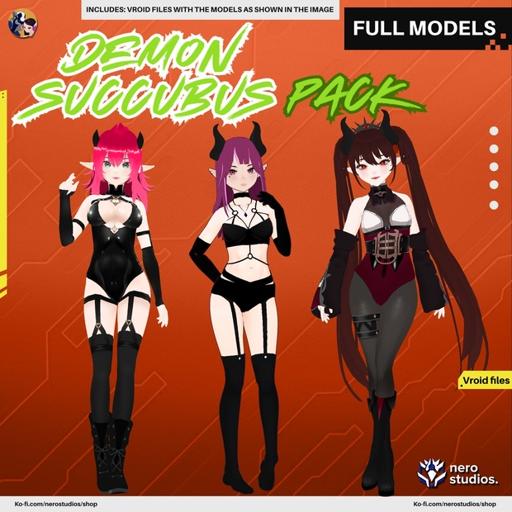 INCLUDES: VROID FILES WITH THE MODELS AS SHOWN IN THE IMAGE
FULL MODELS
DEMON
SUCCUBUS PACK
Vroid files
nero
studios.
Ko-fi.com/nerostudios/shop
Ko-fi.com/nerostudios/shop